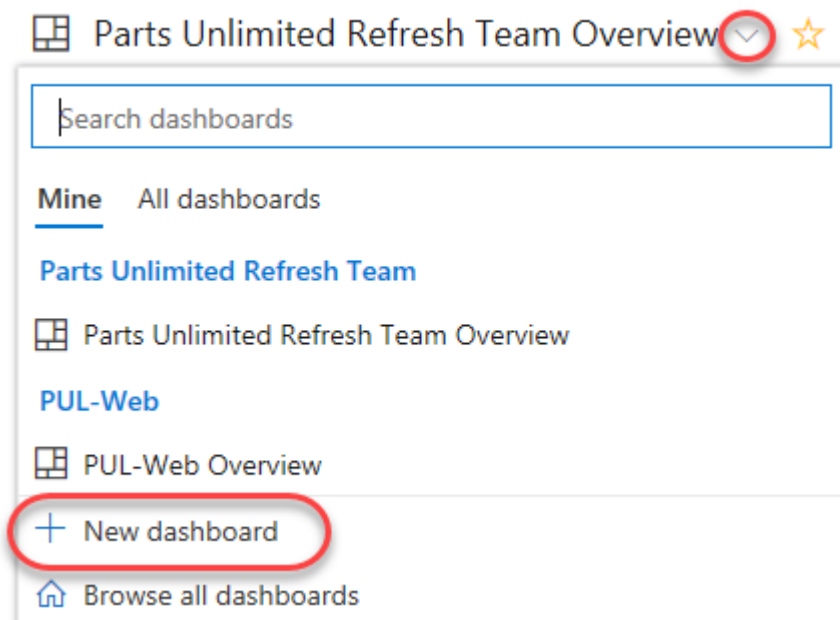 Parts Unlimited Refresh Team Overview
Search dashboards
Mine All dashboards
Parts Unlimited Refresh Team
Parts Unlimited Refresh Team Overview
PUL-Web
PUL-Web Overview
New dashboard
Browse all dashboards